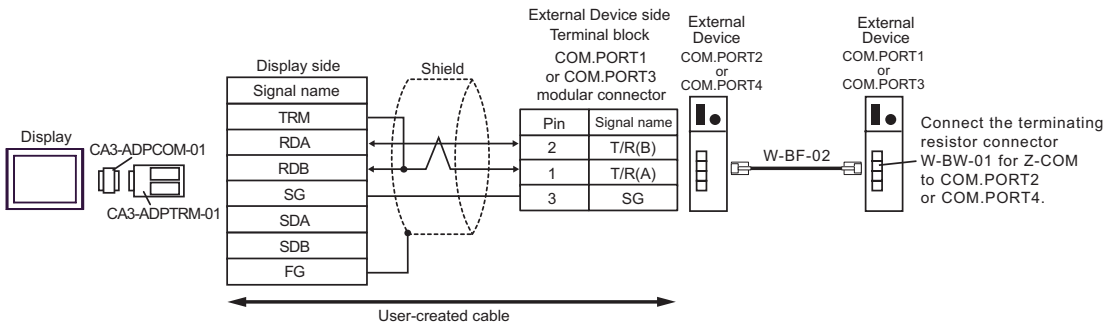 Display
CA3-ADPCOM-01
CA3-ADPTRM-01
Display side
Signal name
TRM
RDA
RDB
SG
SDA
SDB
FG
Shield
External Device side
Terminal block
COM.PORT1
or COM.PORT3
modular connector
Pin Signal name
2 T/R(B)
1 T/R(A)
3 SG
User-created cable
External
Device
COM.PORT2
or
COM.PORT4
W-BF-02
External
Device
COM.PORT1
or
COM.PORT3
Connect the terminating
resistor connector
W-BW-01 for Z-COM
to COM.PORT2
or COM.PORT4.